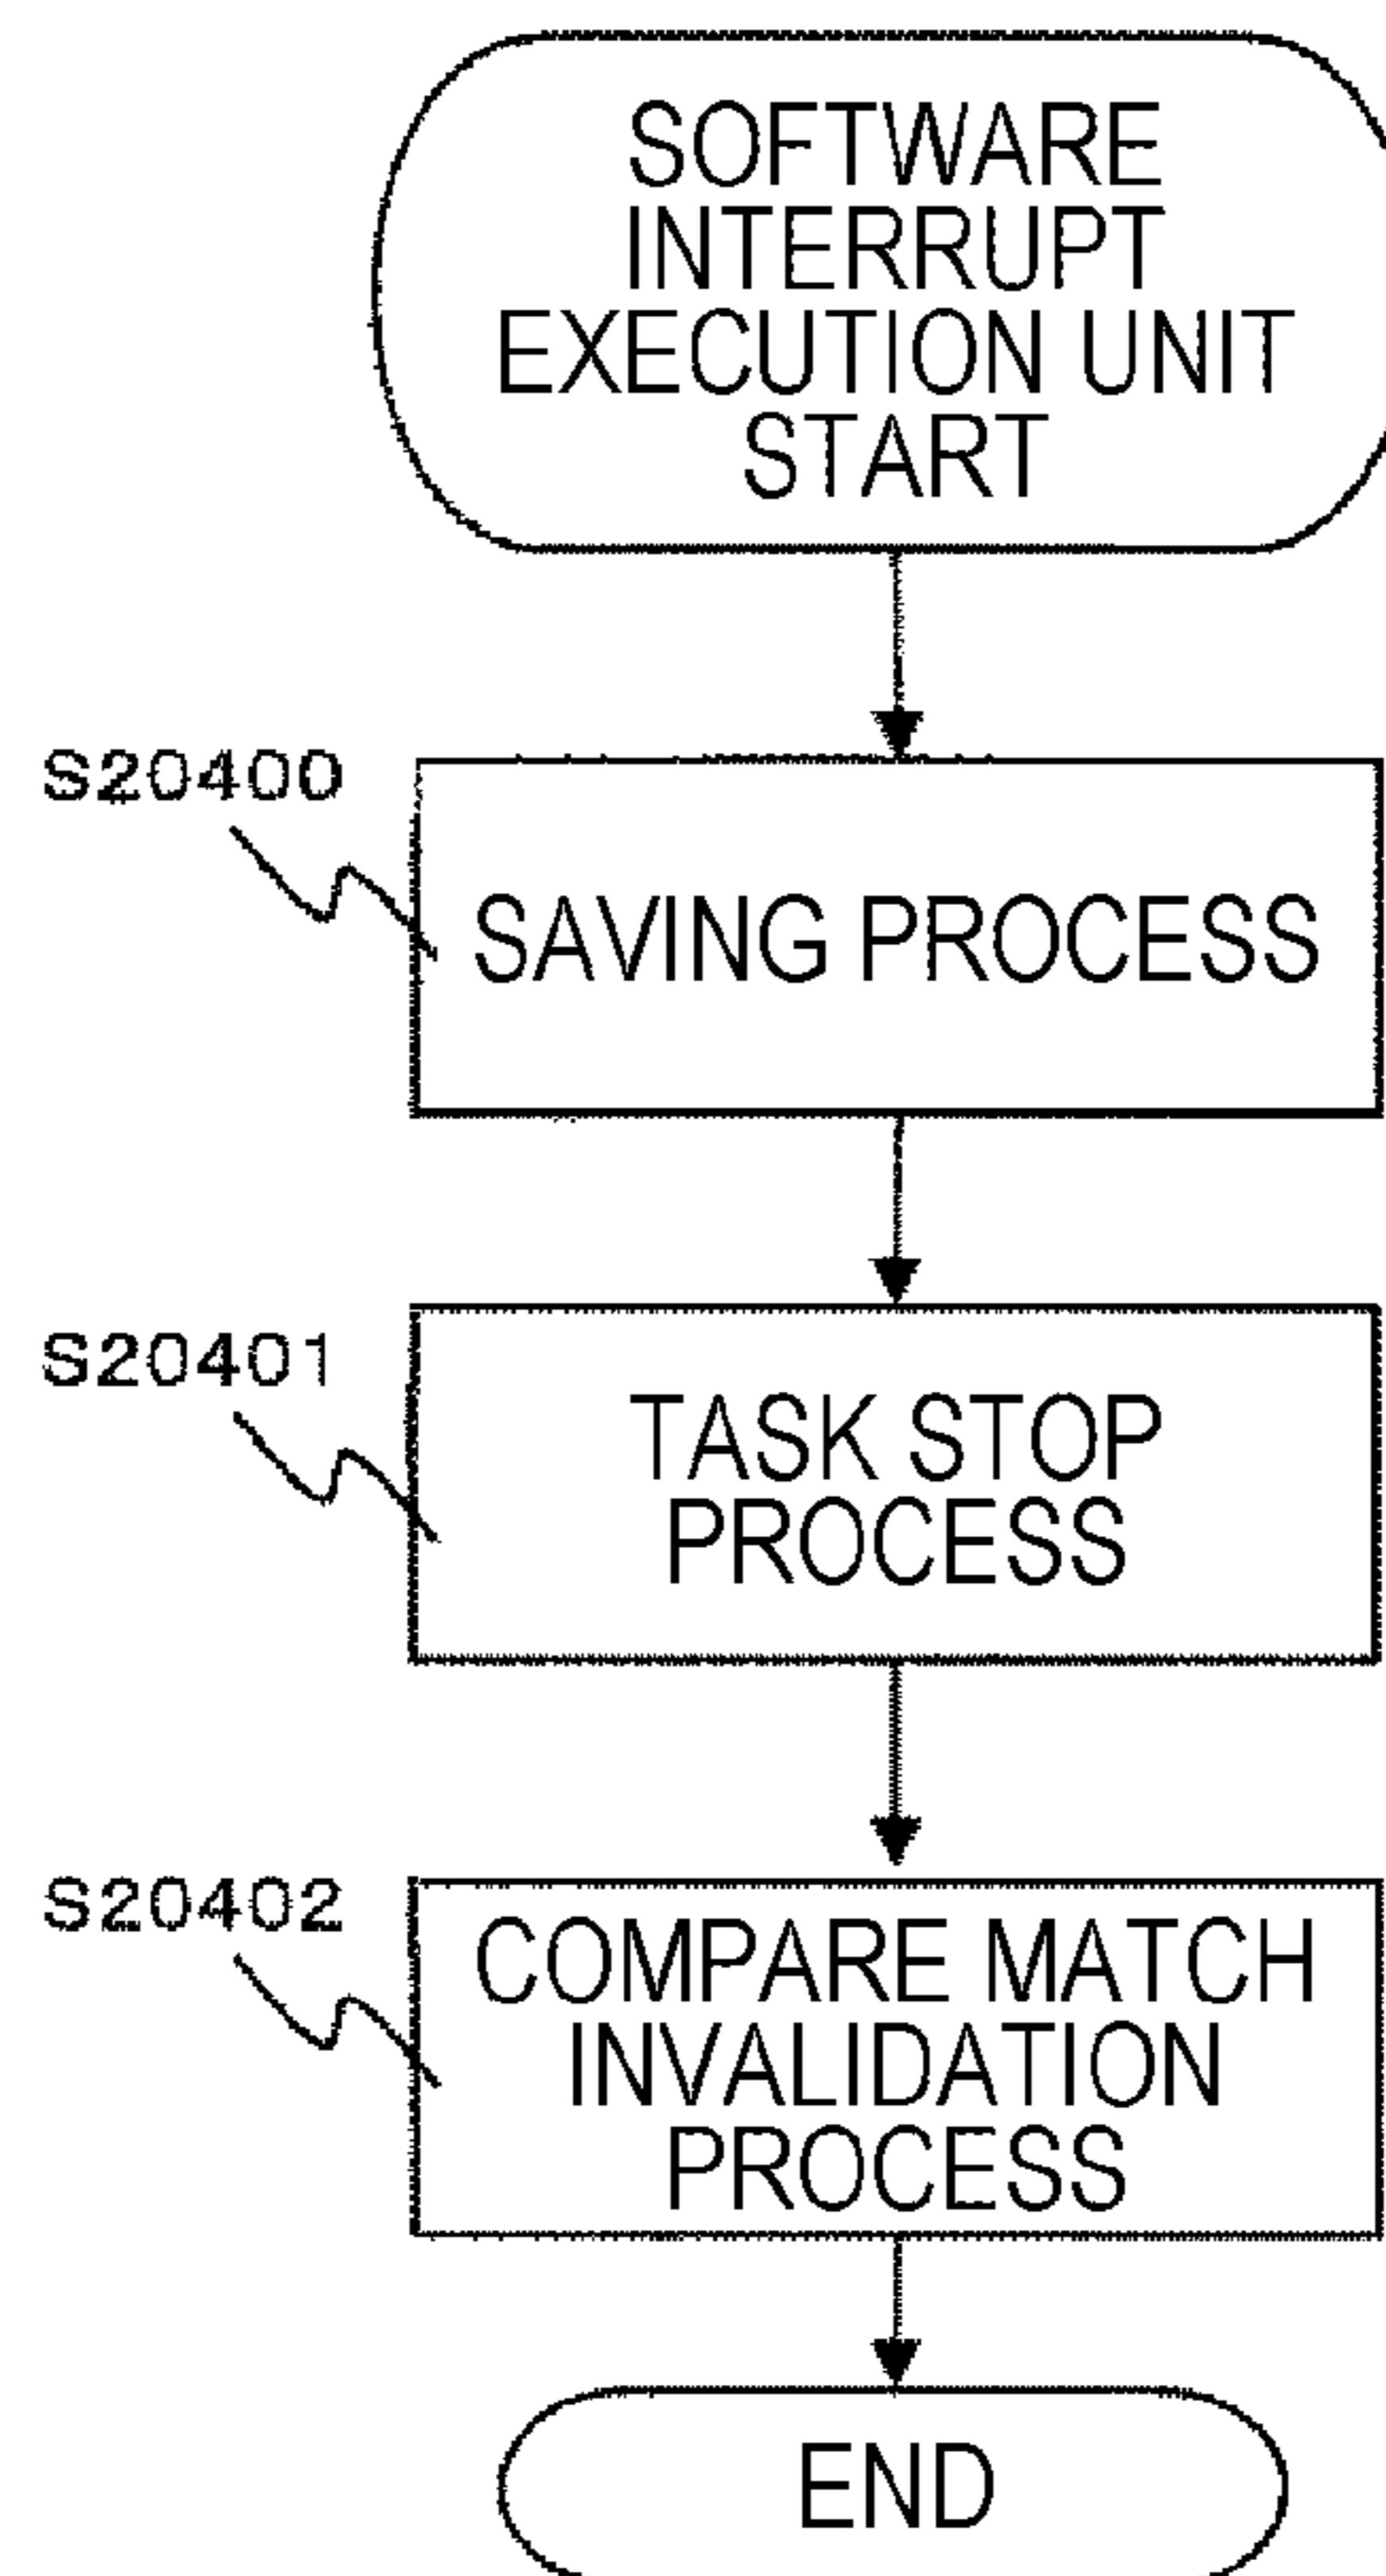 SOFTWARE
INTERRUPT
EXECUTION UNIT
START
S20400
SAVING PROCESS
S20401
TASK STOP
PROCESS
S20402
COMPARE MATCH
INVALIDATION
PROCESS
END